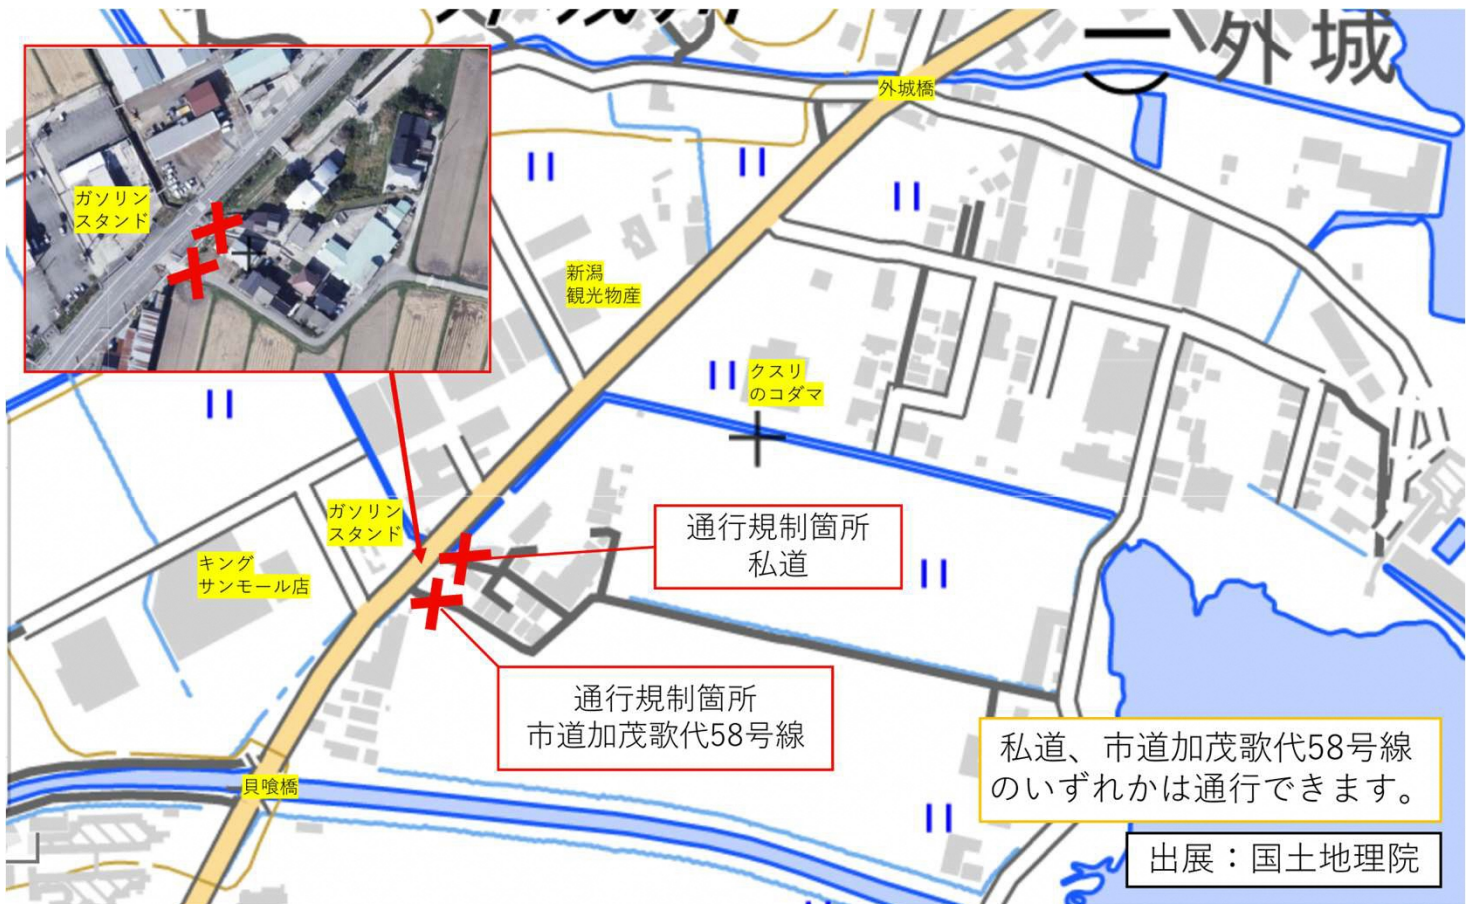 外城
外城橋
ガソリン
スタンド
新潟
観光物産
クスリ
のコダマ
ガソリン
スタンド
通行規制箇所
私道
キング
サンモール店
通行規制箇所
市道加茂歌代58号線
私道、市道加茂歌代58号線
のいずれかは通行できます。
貝喰橋
出展：国土地理院